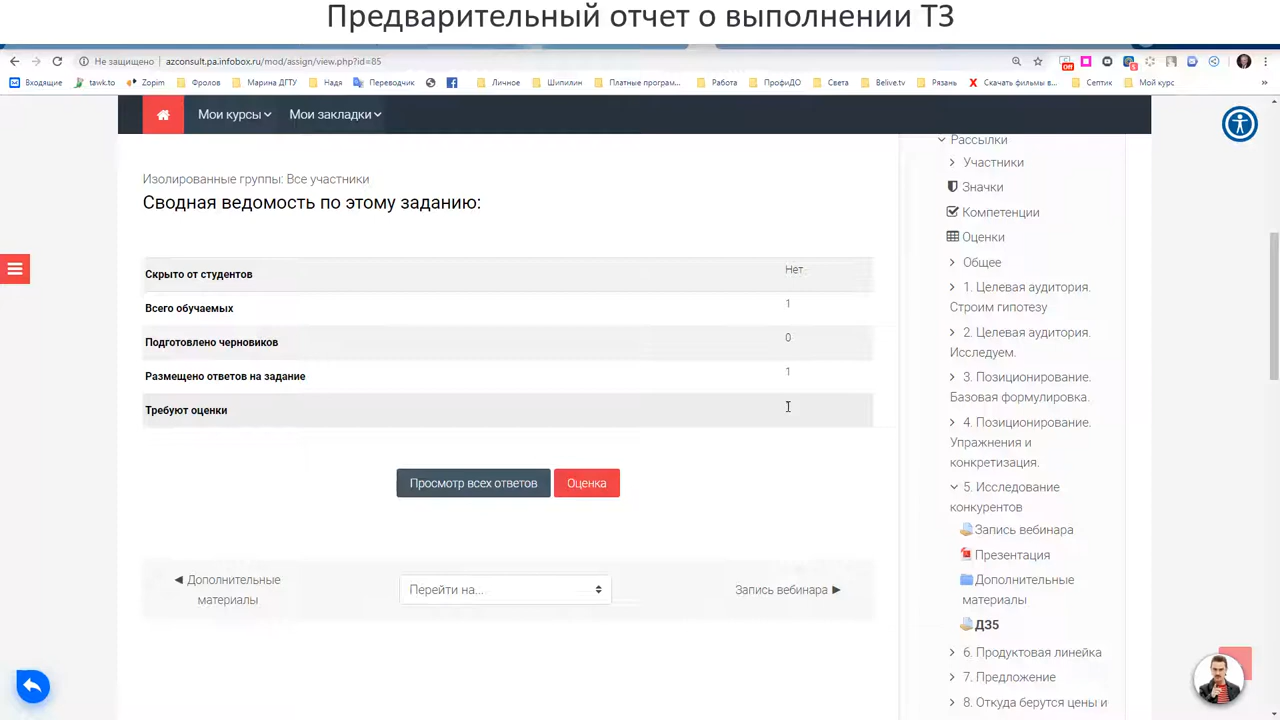 Предварительный отчет о выполнении ТЗ
Не защищено
azconsult.pa.infobox.ru/mod/assign/view.php?id=85
Off
Входящие
tawk.to
Zopim
Фролов
Марина ДГТУ
Надя
Переводчик
Личное
Шипилин
Платные програм...
Работа
ПрофиДО
Света
Belive.tv
Рязань
Скачать фильмы в...
Септик
Мой курс
»
Мои курсы
Мои закладки
Изолированные группы: Все участники
Сводная ведомость по этому заданию:
Скрыто от студентов Нет
Всего обучаемых 1
Подготовлено черновиков 0
Размещено ответов на задание 1
Требуют оценки
Просмотр всех ответов
Оценка
◀ Дополнительные
материалы
Перейти на...
Запись вебинара ▶
Рассылки
Участники
Значки
Компетенции
Оценки
Общее
1. Целевая аудитория.
Строим гипотезу
2. Целевая аудитория.
Исследуем.
3. Позиционирование.
Базовая формулировка.
4. Позиционирование.
Упражнения и
конкретизация.
5. Исследование
конкурентов
Запись вебинара
Презентация
Дополнительные
материалы
ДЗ5
6. Продуктовая линейка
7. Предложение
8. Откуда берутся цены и